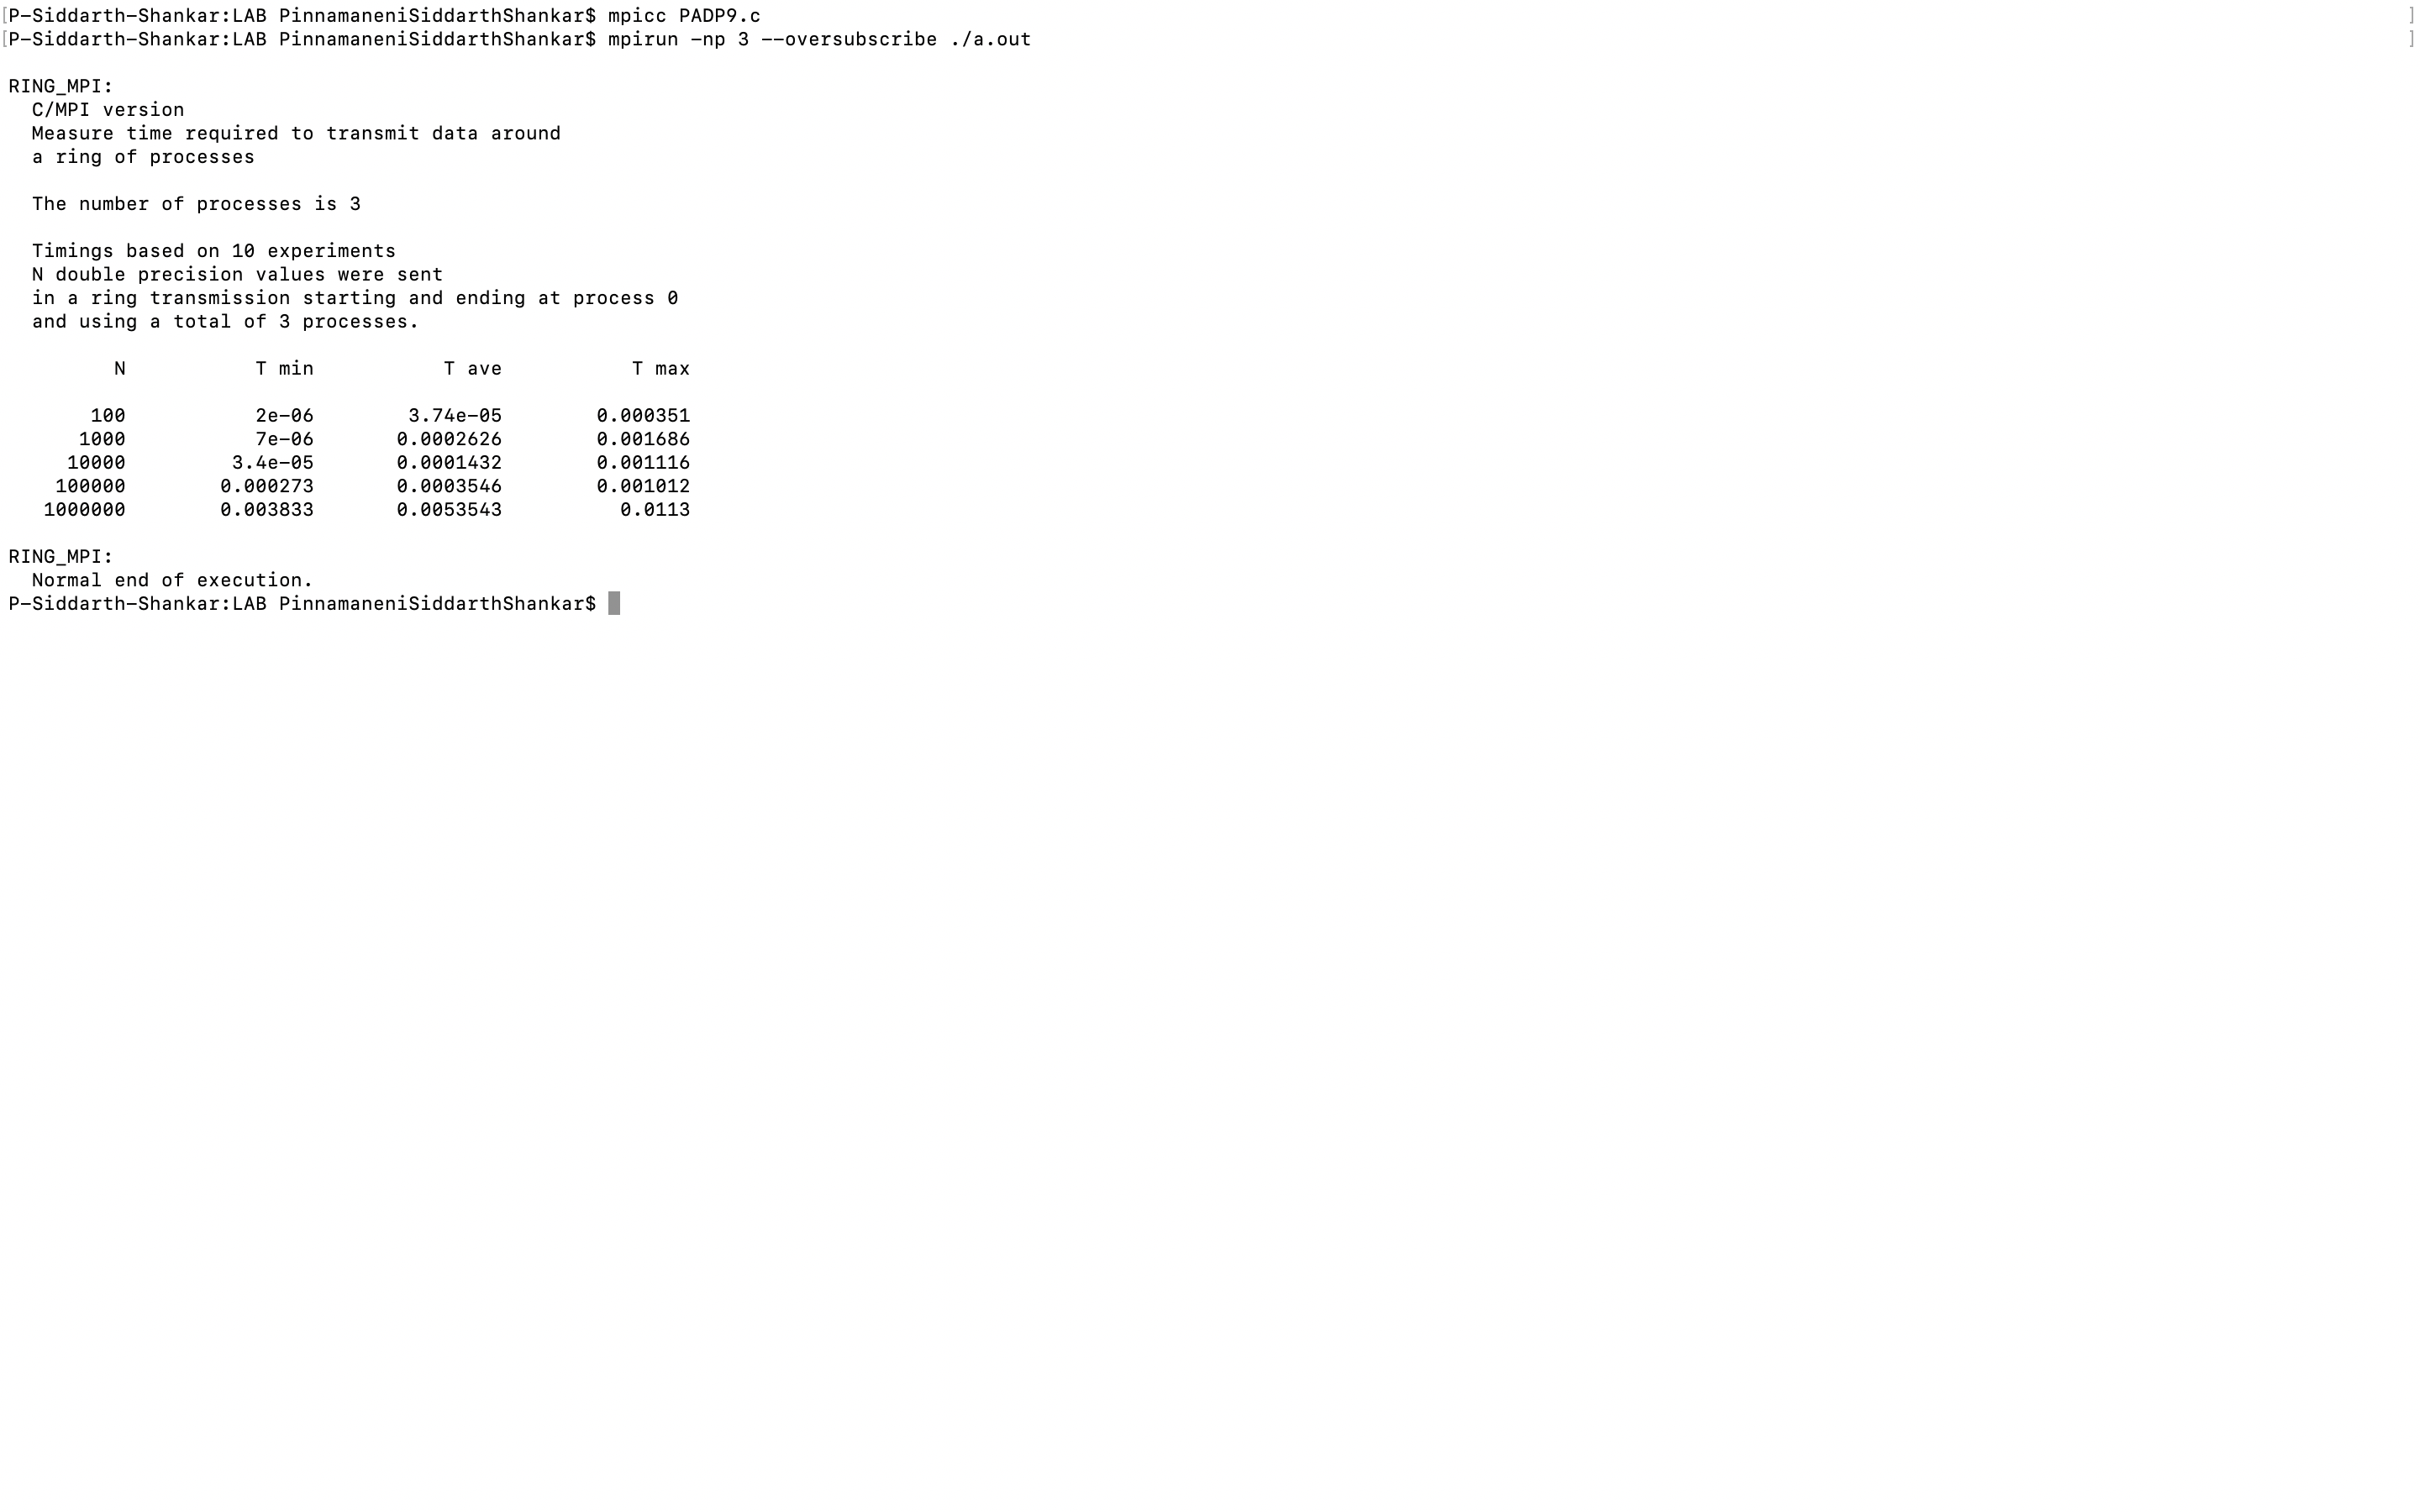 [P-Siddarth-Shankar:LAB PinnamaneniSiddarthShankar$ mpicc PADP9.c ]
[P-Siddarth-Shankar:LAB PinnamaneniSiddarthShankar$ mpirun -np 3 --oversubscribe ./a.out ]
RING_MPI:
C/MPI version
Measure time required to transmit data around
a ring of processes
The number of processes is 3
Timings based on 10 experiments
N double precision values were sent
in a ring transmission starting and ending at process 0
and using a total of 3 processes.
N T min T ave T max
100 2e-06 3.74e-05 0.000351
1000 7e-06 0.0002626 0.001686
10000 3.4e-05 0.0001432 0.001116
100000 0.000273 0.0003546 0.001012
1000000 0.003833 0.0053543 0.0113
RING_MPI:
Normal end of execution.
P-Siddarth-Shankar:LAB PinnamaneniSiddarthShankar$